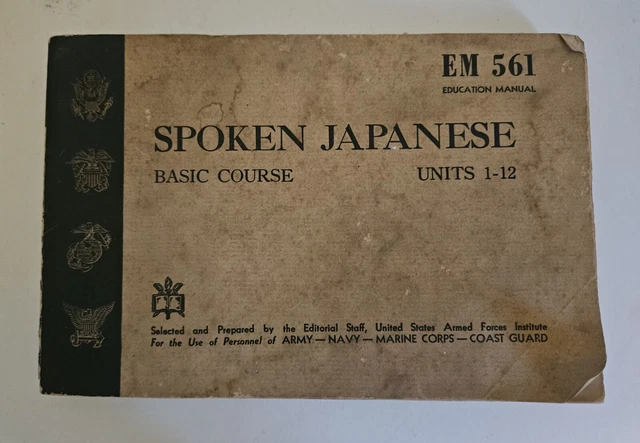 EM 561
EDUCATION MANUAL
SPOKEN JAPANESE
BASIC COURSE UNITS 1-12
Selected and Prepared by the Editorial Staff, United States Armed Forces Institute
For the Use of Personnel of ARMY — NAVY — MARINE CORPS — COAST GUARD